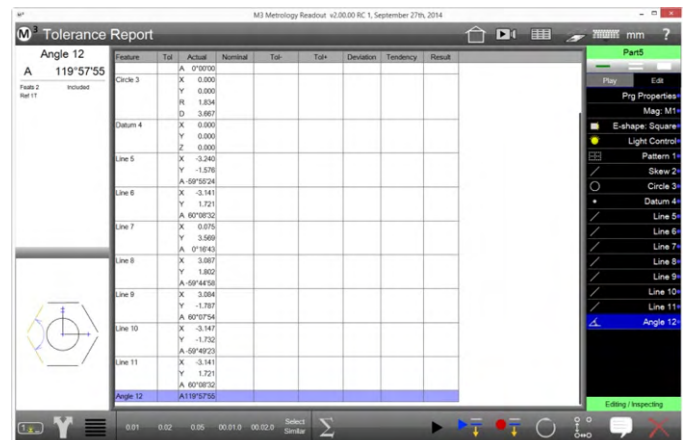 M3 Metrology Readout v2.00.00 RC 1, September 27th, 2014
M3 Tolerance Report
mm ?
Angle 12
A 119°57'55
Feats 2 Included
Ref 1T
Feature Tol Actual Nominal Tol- Tol+ Deviation Tendency Result
A 0°00'00
Circle 3 X 0.000
Y 0.000
R 1.834
D 3.667
Datum 4 X 0.000
Y 0.000
Z 0.000
Line 5 X -3.240
Y -1.576
A -59°55'24
Line 6 X -3.141
Y 1.721
A 60°08'32
Line 7 X 0.075
Y 3.569
A 0°16'43
Line 8 X 3.087
Y 1.802
A -59°44'58
Line 9 X 3.084
Y -1.787
A 60°07'54
Line 10 X -3.147
Y -1.732
A -59°49'23
Line 11 X -3.141
Y 1.721
A 60°08'32
Angle 12 A119°57'55
Part5
Play Edit
Prg Properties
Mag: M1
E-shape: Square
Light Control
Pattern 1
Skew 2
Circle 3
Datum 4
Line 5
Line 6
Line 7
Line 8
Line 9
Line 10
Line 11
Angle 12
Editing / Inspecting
0.01 0.02 0.05 00.01.0 00.02.0 Select Similar Σ